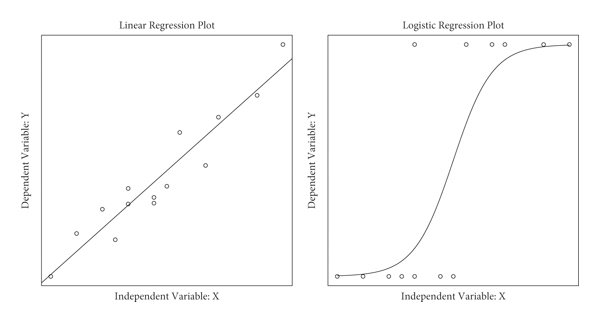 Linear Regression Plot
Dependent Variable: Y
Independent Variable: X
Logistic Regression Plot
Dependent Variable: Y
Independent Variable: X